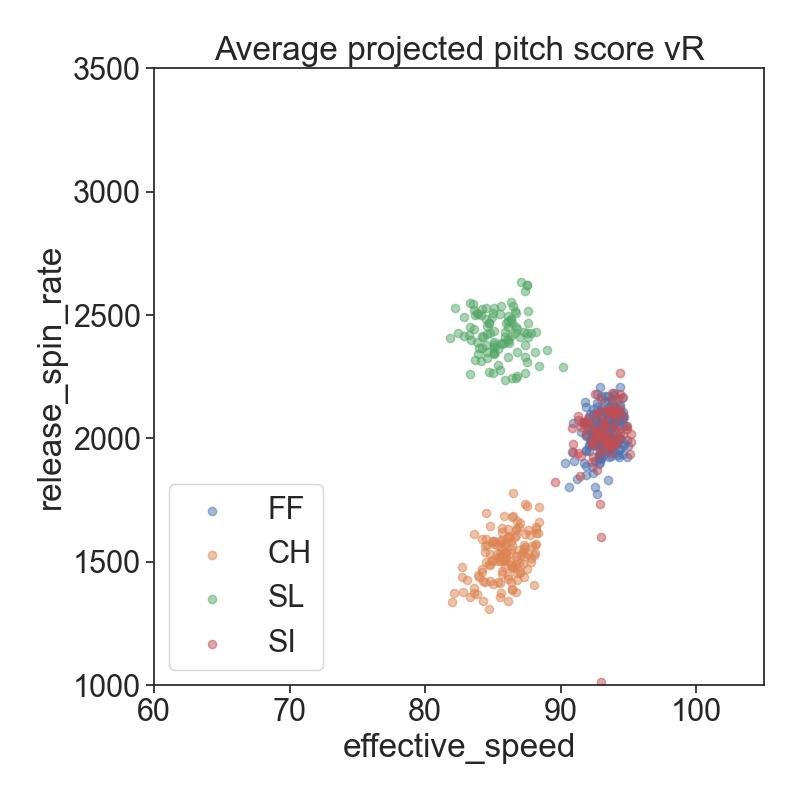 Average projected pitch score vR
3500
3000
2500
2000
1500
1000
release_spin_rate
FF
CH
SL
SI
60
70
80
90
100
effective_speed